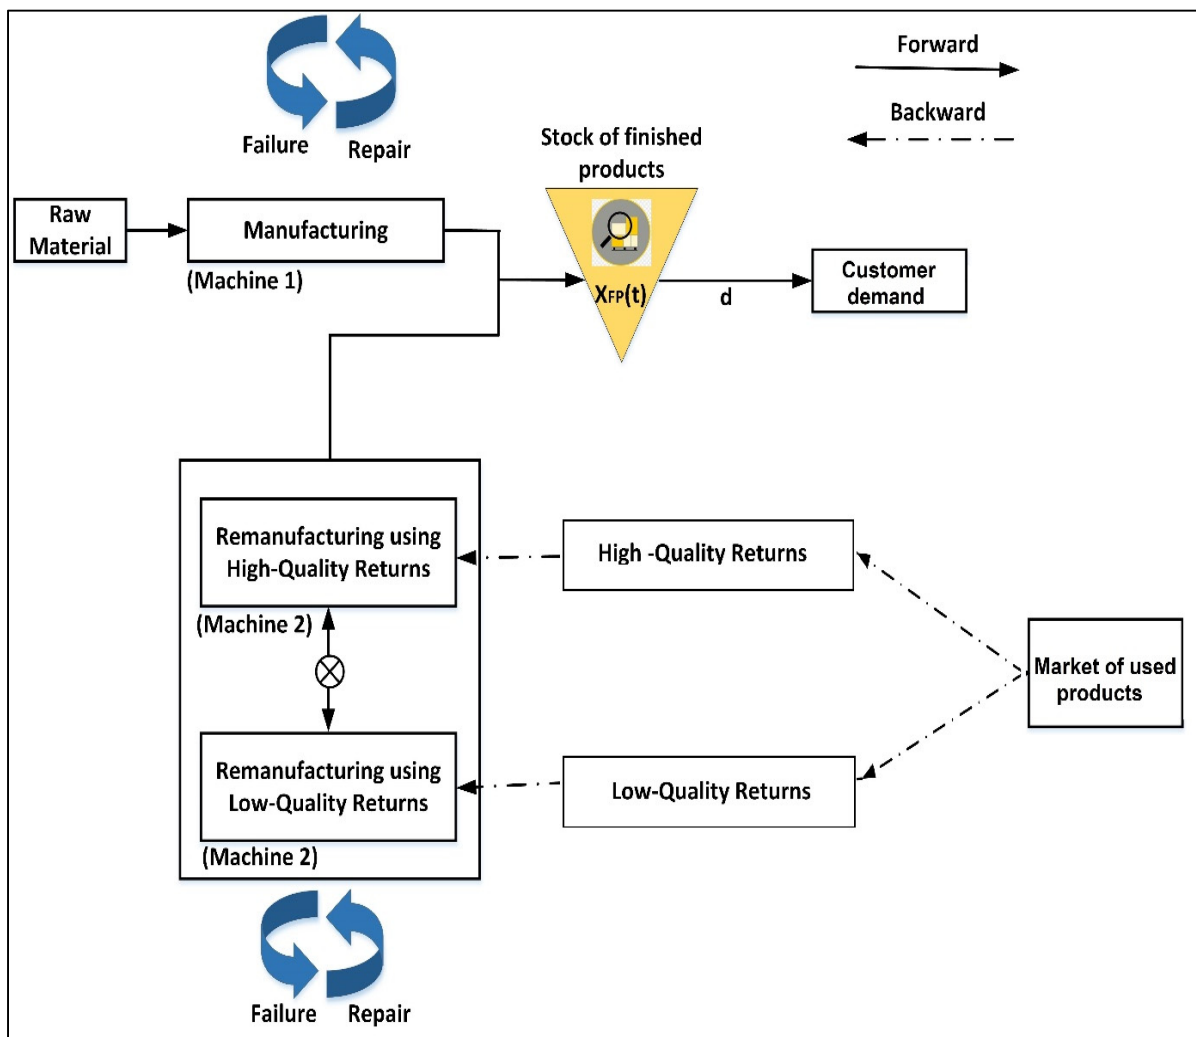 Forward
Backward
Failure
Repair
Stock of finished
products
Raw
Material
Manufacturing
(Machine 1)
XFP(t)
d
Customer
demand
Remanufacturing using
High-Quality Returns
(Machine 2)
High -Quality Returns
Market of used
products
Remanufacturing using
Low-Quality Returns
(Machine 2)
Low-Quality Returns
Failure
Repair